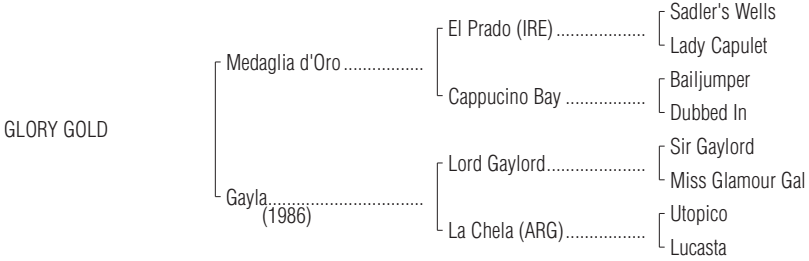 Sadler's Wells
El Prado (IRE)...................
Lady Capulet
Medaglia d'Oro.................
Bailjumper
Cappucino Bay.................
Dubbed In
GLORY GOLD
Sir Gaylord
Lord Gaylord.....................
Miss Glamour Gal
Gayla.................................
(1986)
Utopico
La Chela (ARG).................
Lucasta